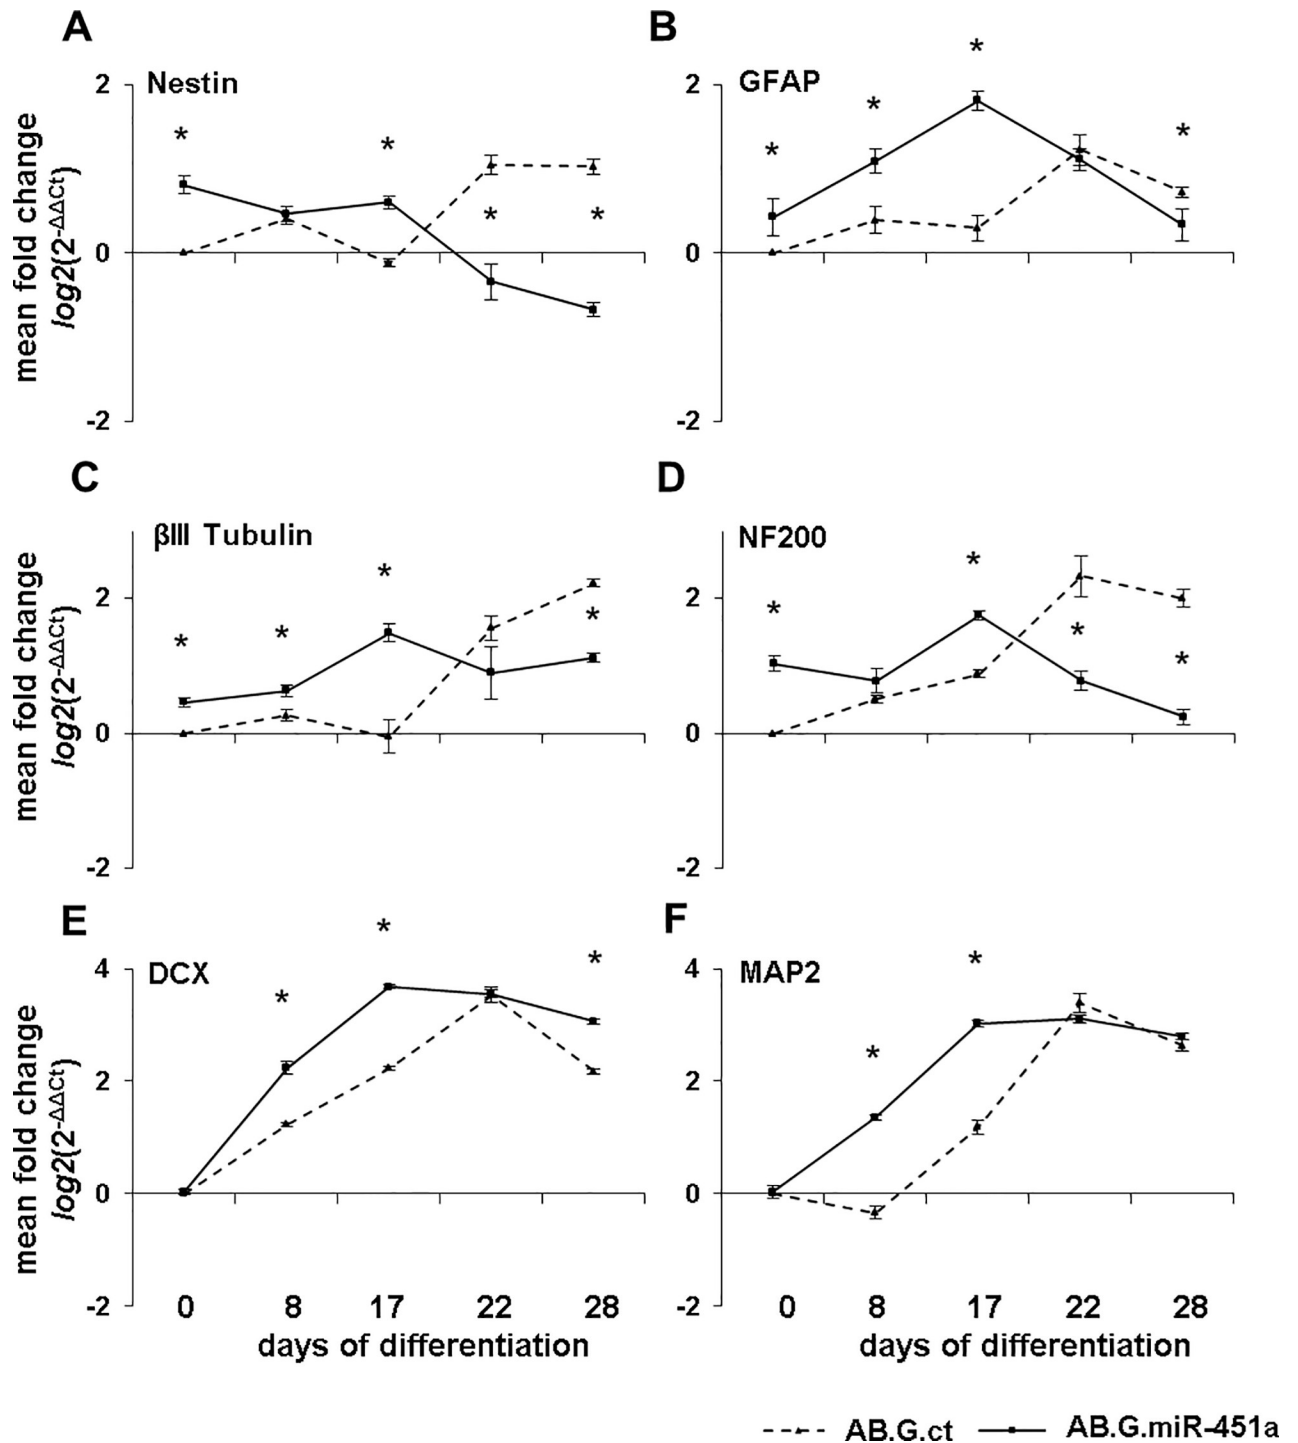 A
B
Nestin
GFAP
mean fold change
log2(2-ΔΔCt)
2
0
-2
*
*
*
*
2
0
-2
*
*
*
*
C
D
βIII Tubulin
NF200
mean fold change
log2(2-ΔΔCt)
2
0
-2
*
*
*
*
2
0
-2
*
*
*
*
E
F
DCX
MAP2
mean fold change
log2(2-ΔΔCt)
4
2
0
-2
*
*
*
4
2
0
-2
*
*
0 8 17 22 28
0 8 17 22 28
days of differentiation
days of differentiation
AB.G.ct AB.G.miR-451a